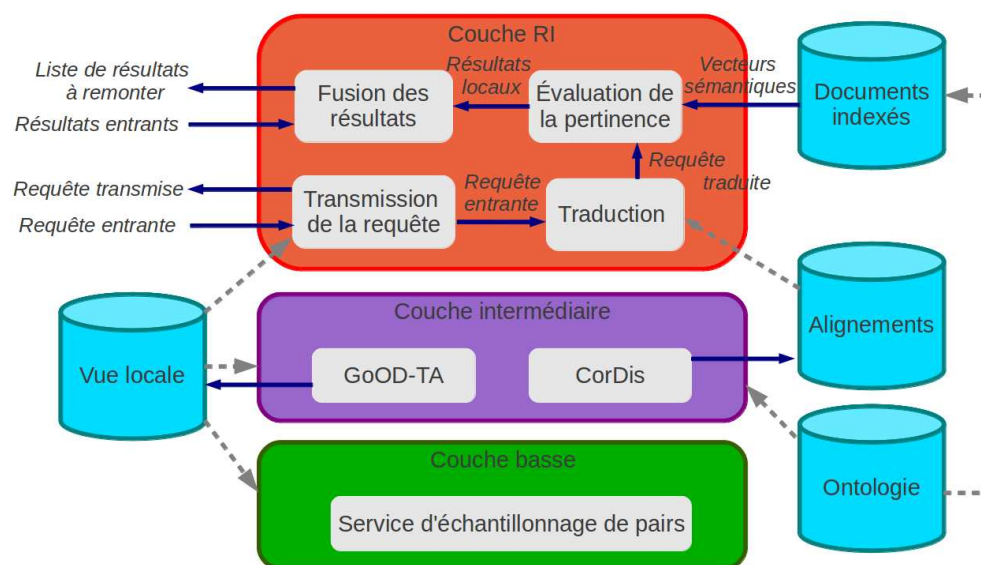 Couche RI
Liste de résultats
à remonter
Résultats entrants
Fusion des
résultats
Résultats
locaux
Évaluation de
la pertinence
Vecteurs
sémantiques
Documents
indexés
Requête transmise
Requête entrante
Transmission
de la requête
Requête
entrante
Traduction
Requête
traduite
Vue locale
Couche intermédiaire
GoOD-TA
CorDis
Alignements
Couche basse
Service d'échantillonnage de pairs
Ontologie